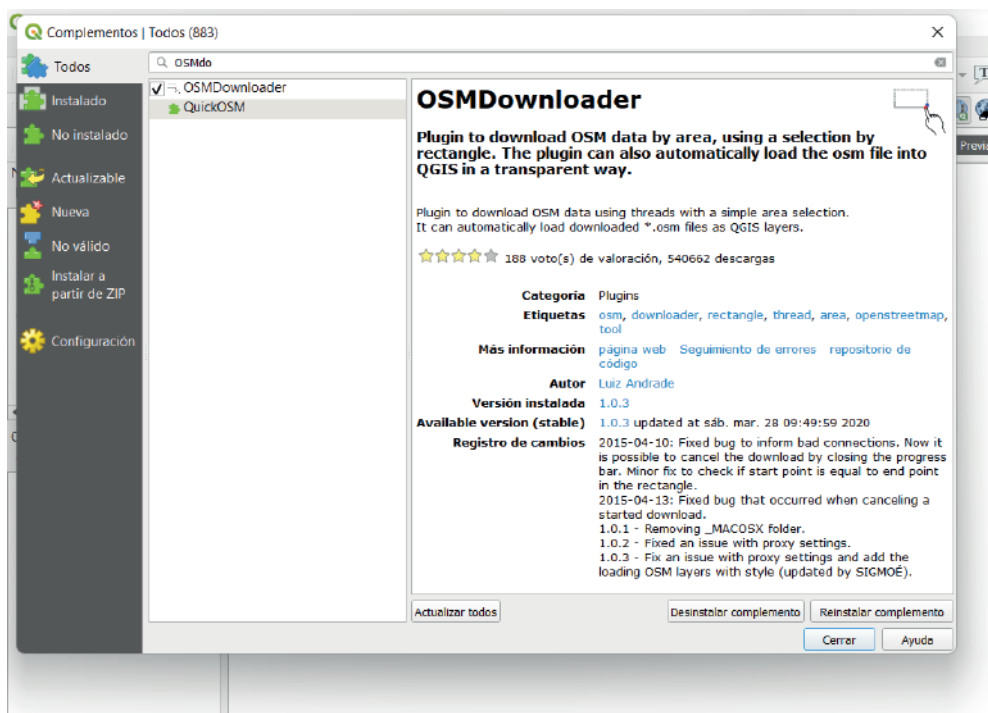 Complementos | Todos (883)
Todos
OSMdo
Instalado
No instalado
Actualizable
Nueva
No válido
Instalar a
partir de ZIP
Configuración
OSMDownloader
QuickOSM
OSMDownloader
Plugin to download OSM data by area, using a selection by
rectangle. The plugin can also automatically load the osm file into
QGIS in a transparent way.
Plugin to download OSM data using threads with a simple area selection.
It can automatically load downloaded *.osm files as QGIS layers.
188 voto(s) de valoración, 540662 descargas
Categoría Plugins
Etiquetas osm, downloader, rectangle, thread, area, openstreetmap,
tool
Más información página web Seguimiento de errores repositorio de
código
Autor Luiz Andrade
Versión instalada 1.0.3
Available version (stable) 1.0.3 updated at sáb. mar. 28 09:49:59 2020
Registro de cambios 2015-04-10: Fixed bug to inform bad connections. Now it
is possible to cancel the download by closing the progress
bar. Minor fix to check if start point is equal to end point
in the rectangle.
2015-04-13: Fixed bug that occurred when canceling a
started download.
1.0.1 - Removing _MACOSX folder.
1.0.2 - Fixed an issue with proxy settings.
1.0.3 - Fix an issue with proxy settings and add the
loading OSM layers with style (updated by SIGMOÉ).
Actualizar todos
Desinstalar complemento
Reinstalar complemento
Cerrar
Ayuda